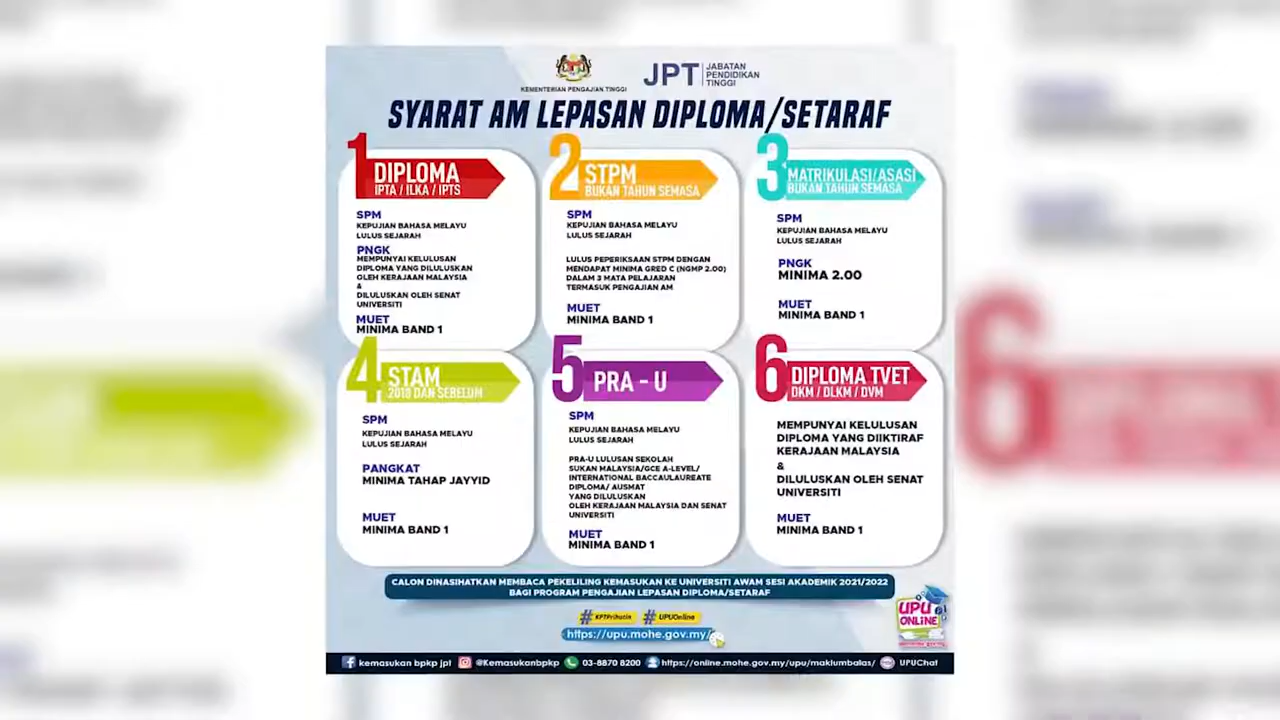 KEMENTERIAN PENGAJIAN TINGGI
JPT JABATAN
PENDIDIKAN
TINGGI
SYARAT AM LEPASAN DIPLOMA/SETARAF
1 DIPLOMA
IPTA / ILKA / IPTS
SPM
KEPUJIAN BAHASA MELAYU
LULUS SEJARAH
PNGK
MEMPUNYAI KELULUSAN
DIPLOMA YANG DILULUSKAN
OLEH KERAJAAN MALAYSIA
&
DILULUSKAN OLEH SENAT
UNIVERSITI
MUET
MINIMA BAND 1
2 STPM
BUKAN TAHUN SEMASA
SPM
KEPUJIAN BAHASA MELAYU
LULUS SEJARAH
LULUS PEPERIKSAAN STPM DENGAN
MENDAPAT MINIMA GRED C (NGMP 2.00)
DALAM 3 MATA PELAJARAN
TERMASUK PENGAJIAN AM
MUET
MINIMA BAND 1
3 MATRIKULASI/ASASI
BUKAN TAHUN SEMASA
SPM
KEPUJIAN BAHASA MELAYU
LULUS SEJARAH
PNGK
MINIMA 2.00
MUET
MINIMA BAND 1
4 STAM
DAN SEBELUM
SPM
KEPUJIAN BAHASA MELAYU
LULUS SEJARAH
PANGKAT
MINIMA TAHAP JAYYID
MUET
MINIMA BAND 1
5 PRA - U
SPM
KEPUJIAN BAHASA MELAYU
LULUS SEJARAH
PRA-U LULUSAN SEKOLAH
SUKAN MALAYSIA/GCE A-LEVEL/
INTERNATIONAL BACCAULAUREATE
DIPLOMA/ AUSMAT
YANG DILULUSKAN
OLEH KERAJAAN MALAYSIA DAN SENAT
UNIVERSITI
MUET
MINIMA BAND 1
6 DIPLOMA TVET
DKM / DLKM / DVM
MEMPUNYAI KELULUSAN
DIPLOMA YANG DIIKTIRAF
KERAJAAN MALAYSIA
&
DILULUSKAN OLEH SENAT
UNIVERSITI
MUET
MINIMA BAND 1
CALON DINASIHATKAN MEMBACA PEKELILING KEMASUKAN KE UNIVERSITI AWAM SESI AKADEMIK 2021/2022
BAGI PROGRAM PENGAJIAN LEPASAN DIPLOMA/SETARAF
#KPTPrihatin #UPUOnline
https://upu.mohe.gov.my/
UPU
ONLINE
kemasukan bpkp jpt @Kemasukanbpkp 03-8870 8200 https://online.mohe.gov.my/upu/maklumbalas/ UPUChat